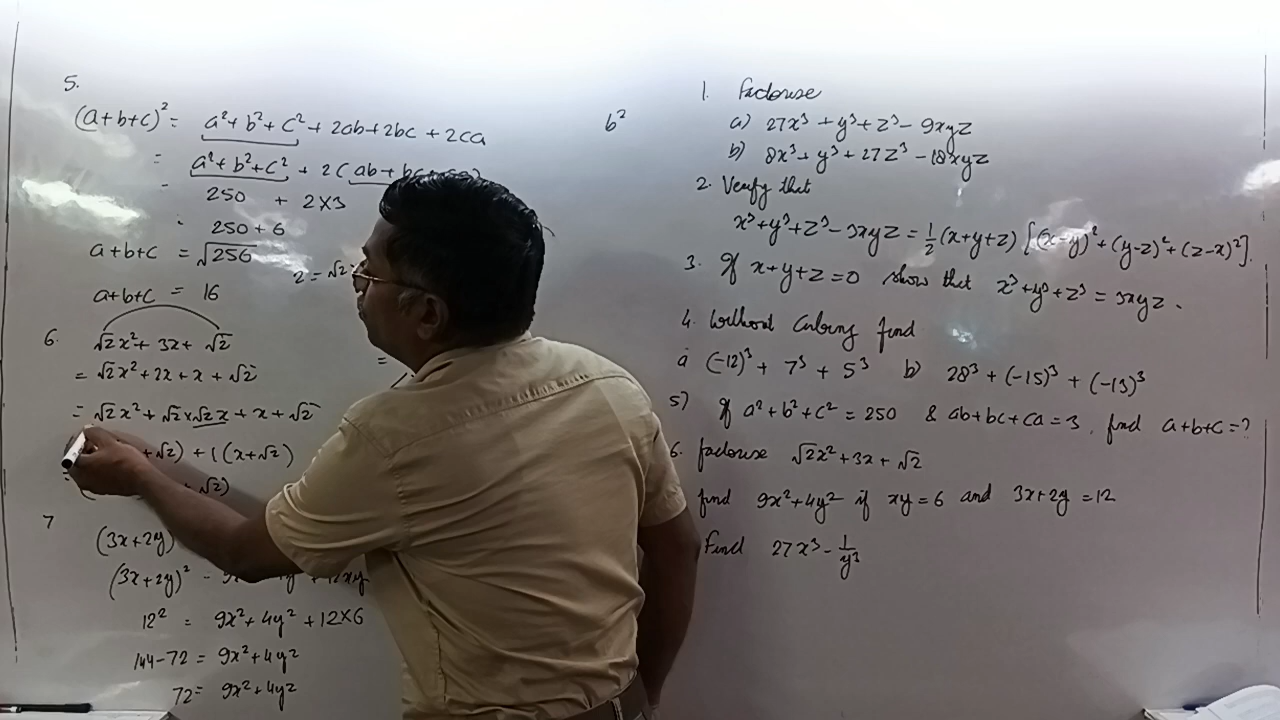 5.
(a+b+c)² = a²+b²+c² + 2ab+2bc+2ca
= a²+b²+c² + 2(ab+bc+ca)
250 + 2×3
250 + 6
a+b+c = √256
2 = √2
a+b+c = 16
6. √2x²+3x+√2
= √2x²+2x+x+√2
= √2x²+√2×√2x+x+√2
+√2)+1(x+√2)
√2)
7 (3x+2y)
(3x+2y)²
12² = 9x²+4y²+12×6
144-72 = 9x²+4y²
72 = 9x²+4y²
b²
1. Factorise
a) 27x³+y³+z³-9xyz
b) 8x³+y³+27z³-18xyz
2. Verify that
x³+y³+z³-3xyz = ½(x+y+z)[(x-y)²+(y-z)²+(z-x)²].
3. If x+y+z=0 show that x³+y³+z³=3xyz.
4. Without Cubing find
a (-12)³+7³+5³ b) 28³+(-15)³+(-13)³
5) If a²+b²+c²=250 & ab+bc+ca=3, find a+b+c=?
6. factorise √2x²+3x+√2
find 9x²+4y² if xy=6 and 3x+2y=12
Find 27x³-1/y³